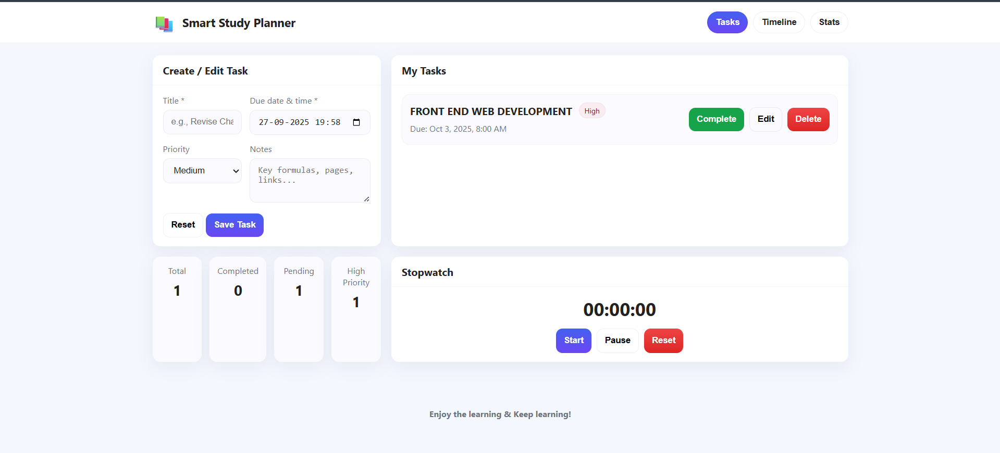 Smart Study Planner
Tasks
Timeline
Stats
Create / Edit Task
Title *
Due date & time *
e.g., Revise Cha
27-09-2025 19:58
Priority
Notes
Medium
Key formulas, pages,
links...
Reset
Save Task
My Tasks
FRONT END WEB DEVELOPMENT
High
Due: Oct 3, 2025, 8:00 AM
Complete
Edit
Delete
Total
1
Completed
0
Pending
1
High
Priority
1
Stopwatch
00:00:00
Start
Pause
Reset
Enjoy the learning & Keep learning!